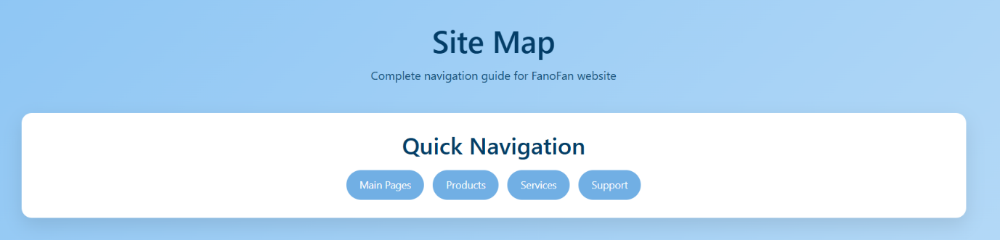 Site Map
Complete navigation guide for FanoFan website
Quick Navigation
Main Pages Products Services Support